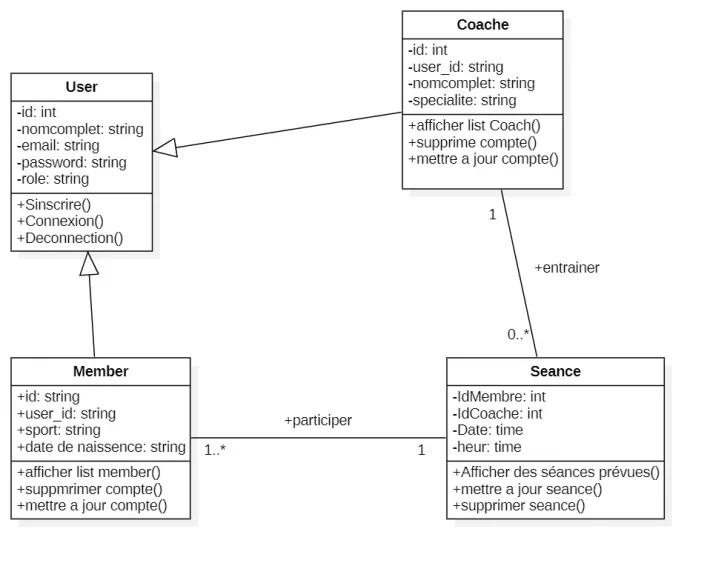 Coache
-id: int
-user_id: string
-nomcomplet: string
-specialite: string
+afficher list Coach()
+supprime compte()
+mettre a jour compte()
User
-id: int
-nomcomplet: string
-email: string
-password: string
-role: string
+Sinscrire()
+Connexion()
+Deconnection()
1
+entrainer
0..*
Member
+id: string
+user_id: string
+sport: string
+date de naissence: string
+afficher list member()
+suppmrimer compte()
+mettre a jour compte()
+participer
1..*
1
Seance
-IdMembre: int
-IdCoache: int
-Date: time
-heur: time
+Afficher des séances prévues()
+mettre a jour seance()
+supprimer seance()